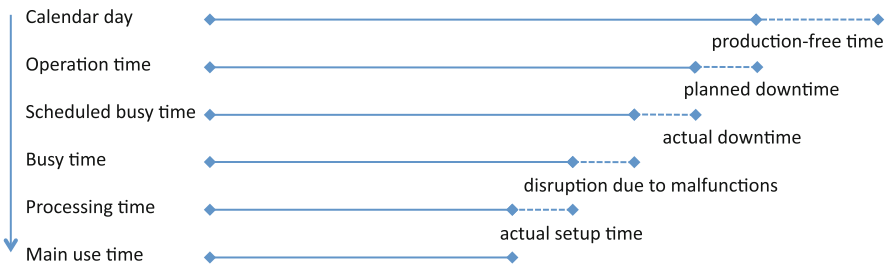 Calendar day
production-free time
Operation time
planned downtime
Scheduled busy time
actual downtime
Busy time
disruption due to malfunctions
Processing time
actual setup time
Main use time